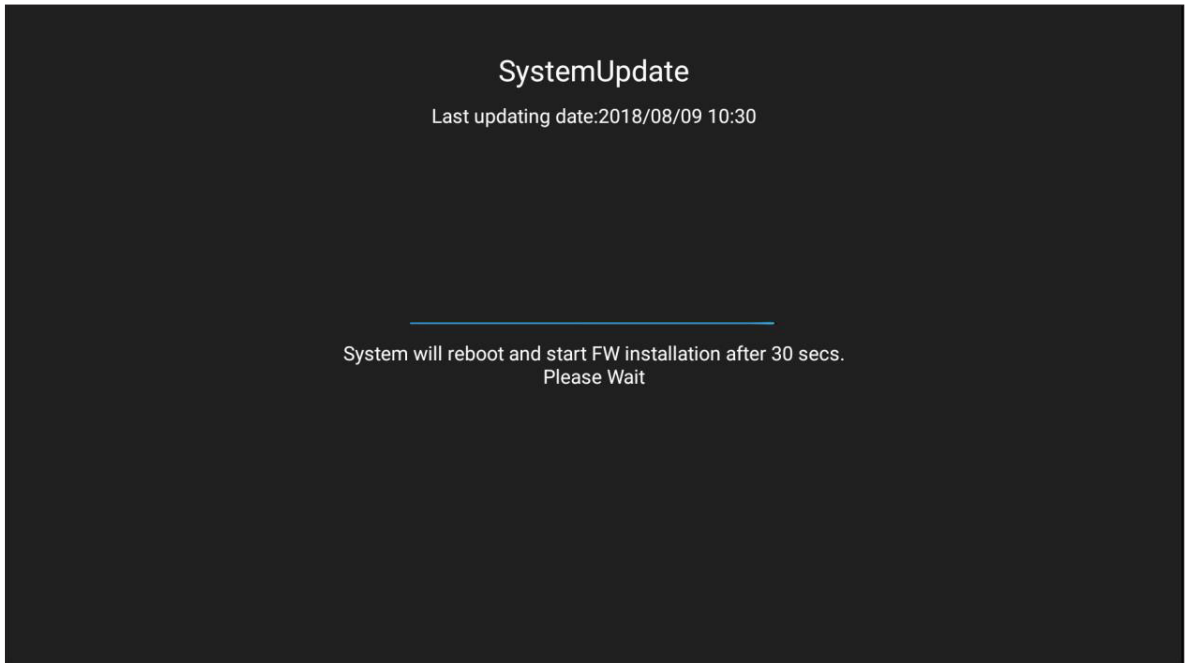 SystemUpdate
Last updating date:2018/08/09 10:30
System will reboot and start FW installation after 30 secs.
Please Wait